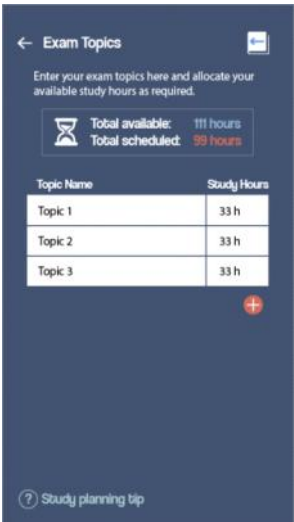 Exam Topics
Enter your exam topics here and allocate your
available study hours as required.
Total available: 111 hours
Total scheduled: 99 hours
Topic Name Study Hours
Topic 1 33 h
Topic 2 33 h
Topic 3 33 h
? Study planning tip